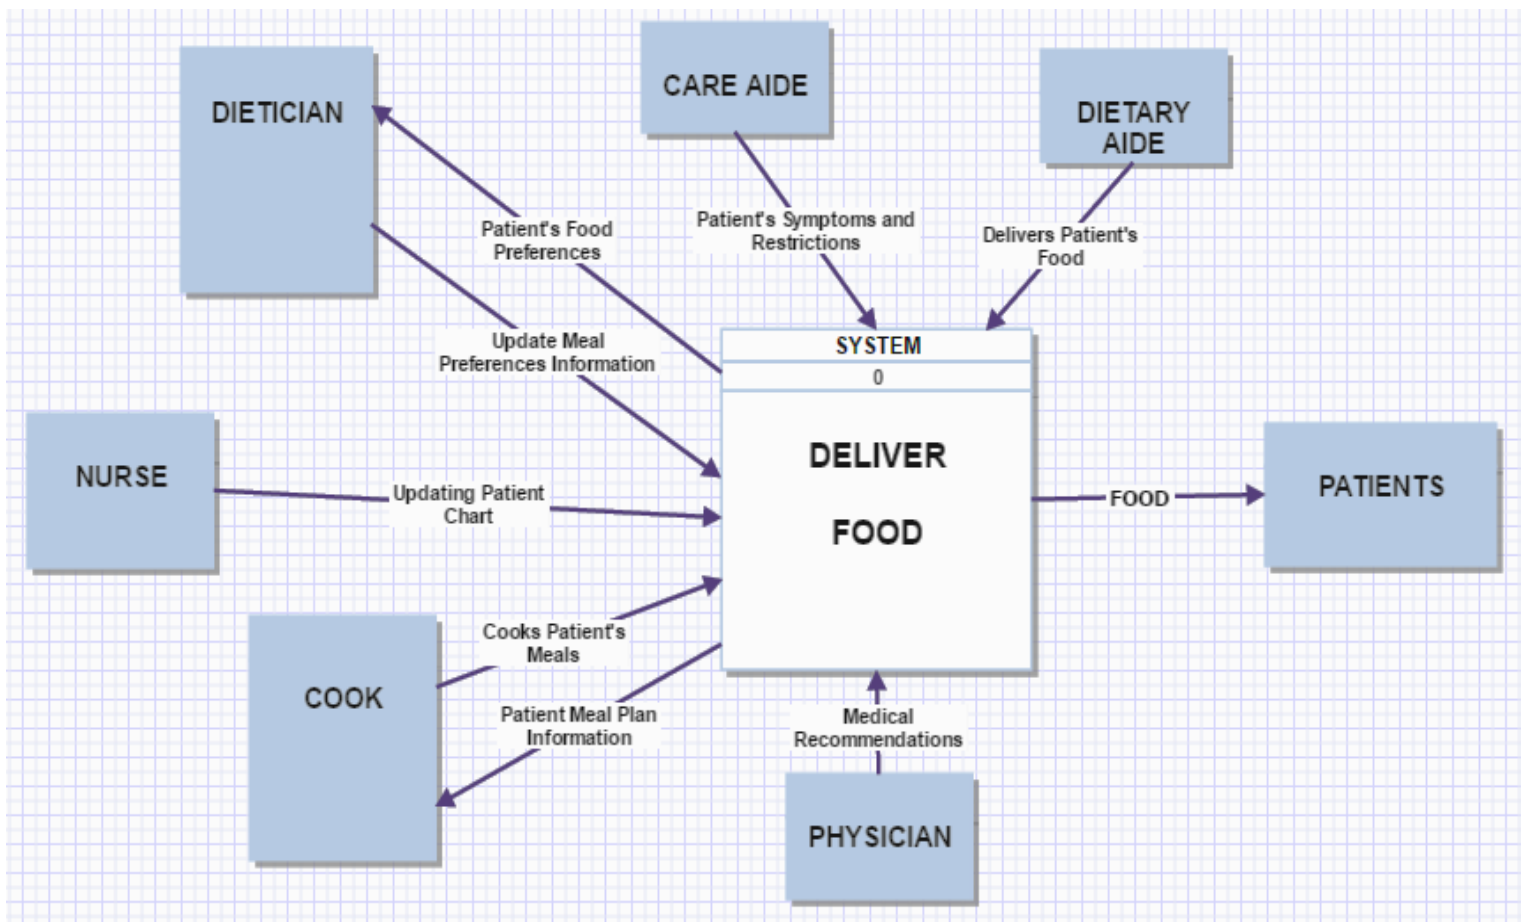 CARE AIDE
DIETICIAN
DIETARY
AIDE
Patient's Food
Preferences
Patient's Symptoms and
Restrictions
Delivers Patient's
Food
Update Meal
Preferences Information
SYSTEM
0
DELIVER
FOOD
NURSE
Updating Patient
Chart
FOOD
PATIENTS
Cooks Patient's
Meals
COOK
Patient Meal Plan
Information
Medical
Recommendations
PHYSICIAN